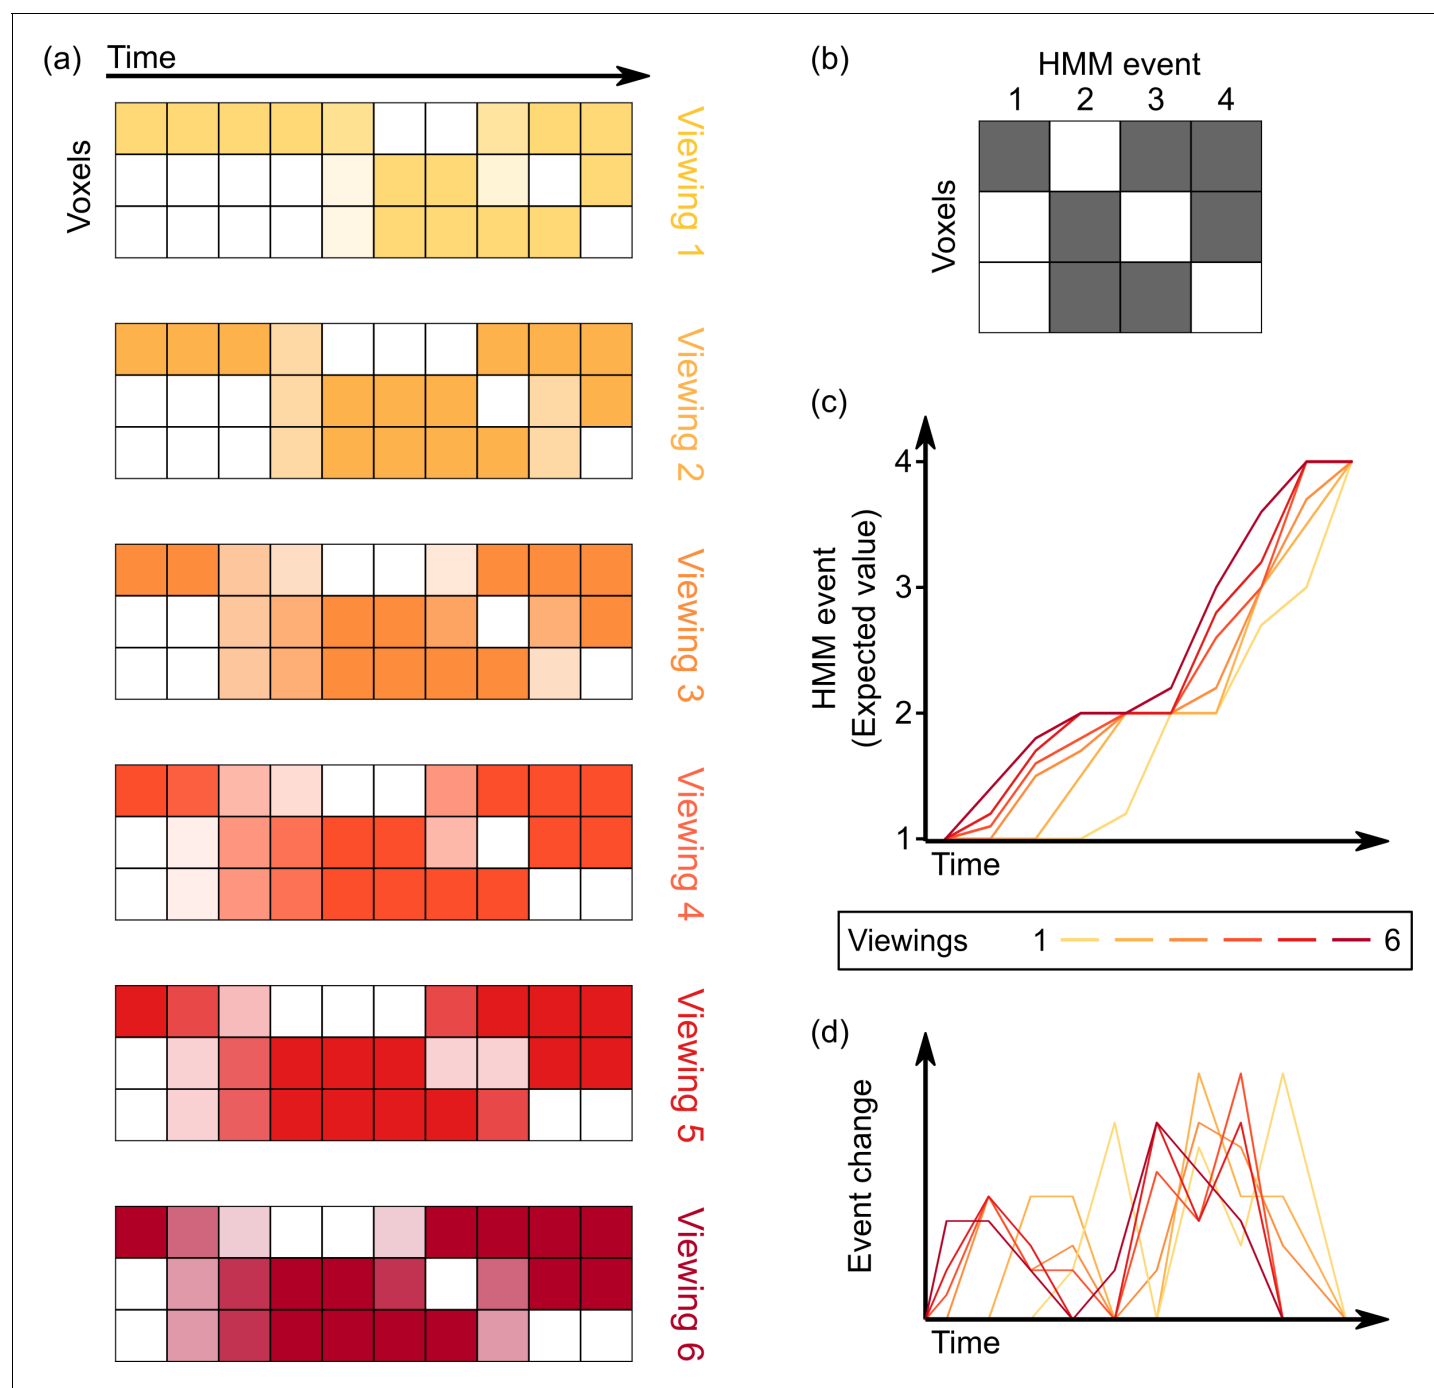 (a)
Time
Voxels
Viewing 1
Viewing 2
Viewing 3
Viewing 4
Viewing 5
Viewing 6
(b)
HMM event
1 2 3 4
Voxels
(c)
4
3
2
1
HMM event
(Expected value)
Time
Viewings 1 6
(d)
Event change
Time